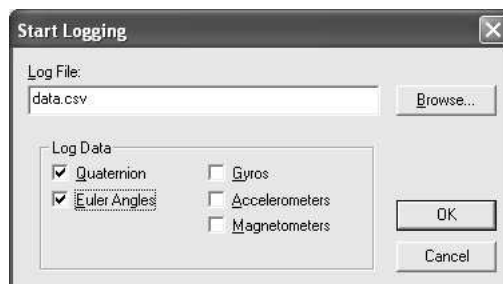 Start Logging
Log File:
data.csv
Browse...
Log Data
Quaternion
Gyros
Euler Angles
Accelerometers
Magnetometers
OK
Cancel